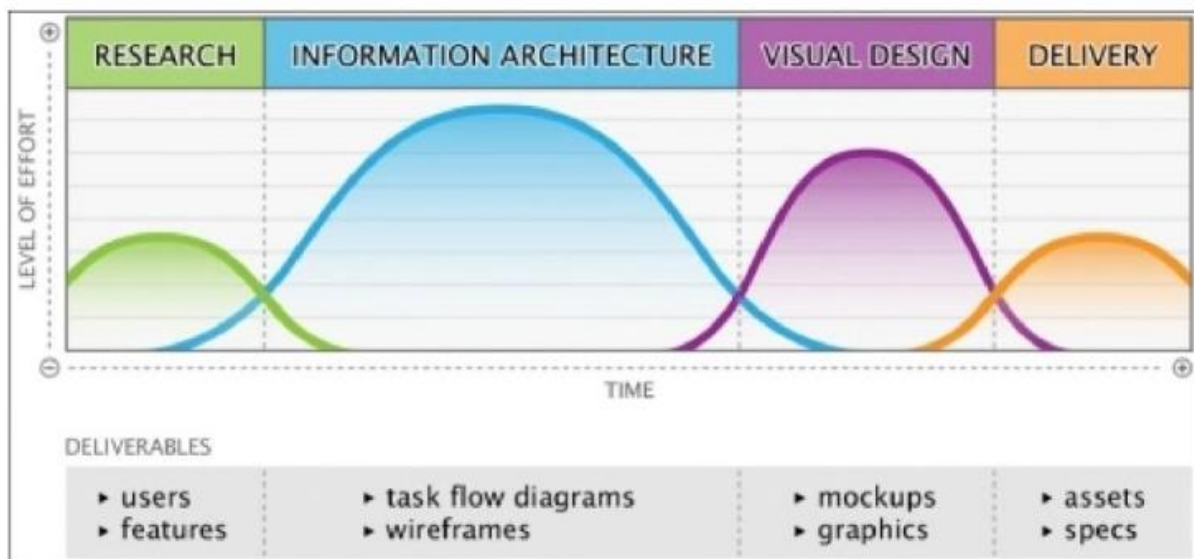 RESEARCH
INFORMATION ARCHITECTURE
VISUAL DESIGN
DELIVERY
LEVEL OF EFFORT
TIME
DELIVERABLES
▸ users
▸ features
▸ task flow diagrams
▸ wireframes
▸ mockups
▸ graphics
▸ assets
▸ specs